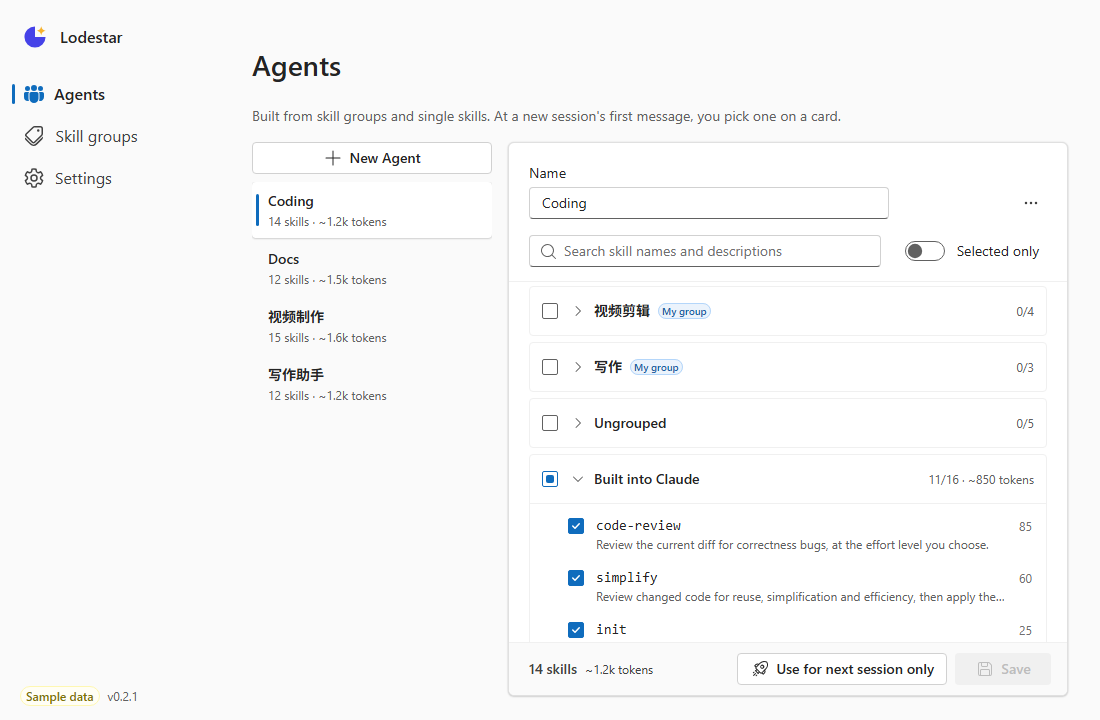 Lodestar
Agents
Skill groups
Settings
Sample data v0.2.1
Agents
Built from skill groups and single skills. At a new session's first message, you pick one on a card.
New Agent
Coding
14 skills · ~1.2k tokens
Docs
12 skills · ~1.5k tokens
视频制作
15 skills · ~1.6k tokens
写作助手
12 skills · ~1.2k tokens
Name
Coding
Search skill names and descriptions
Selected only
视频剪辑 My group 0/4
写作 My group 0/3
Ungrouped 0/5
Built into Claude 11/16 · ~850 tokens
code-review 85
Review the current diff for correctness bugs, at the effort level you choose.
simplify 60
Review changed code for reuse, simplification and efficiency, then apply the...
init 25
14 skills ~1.2k tokens
Use for next session only
Save